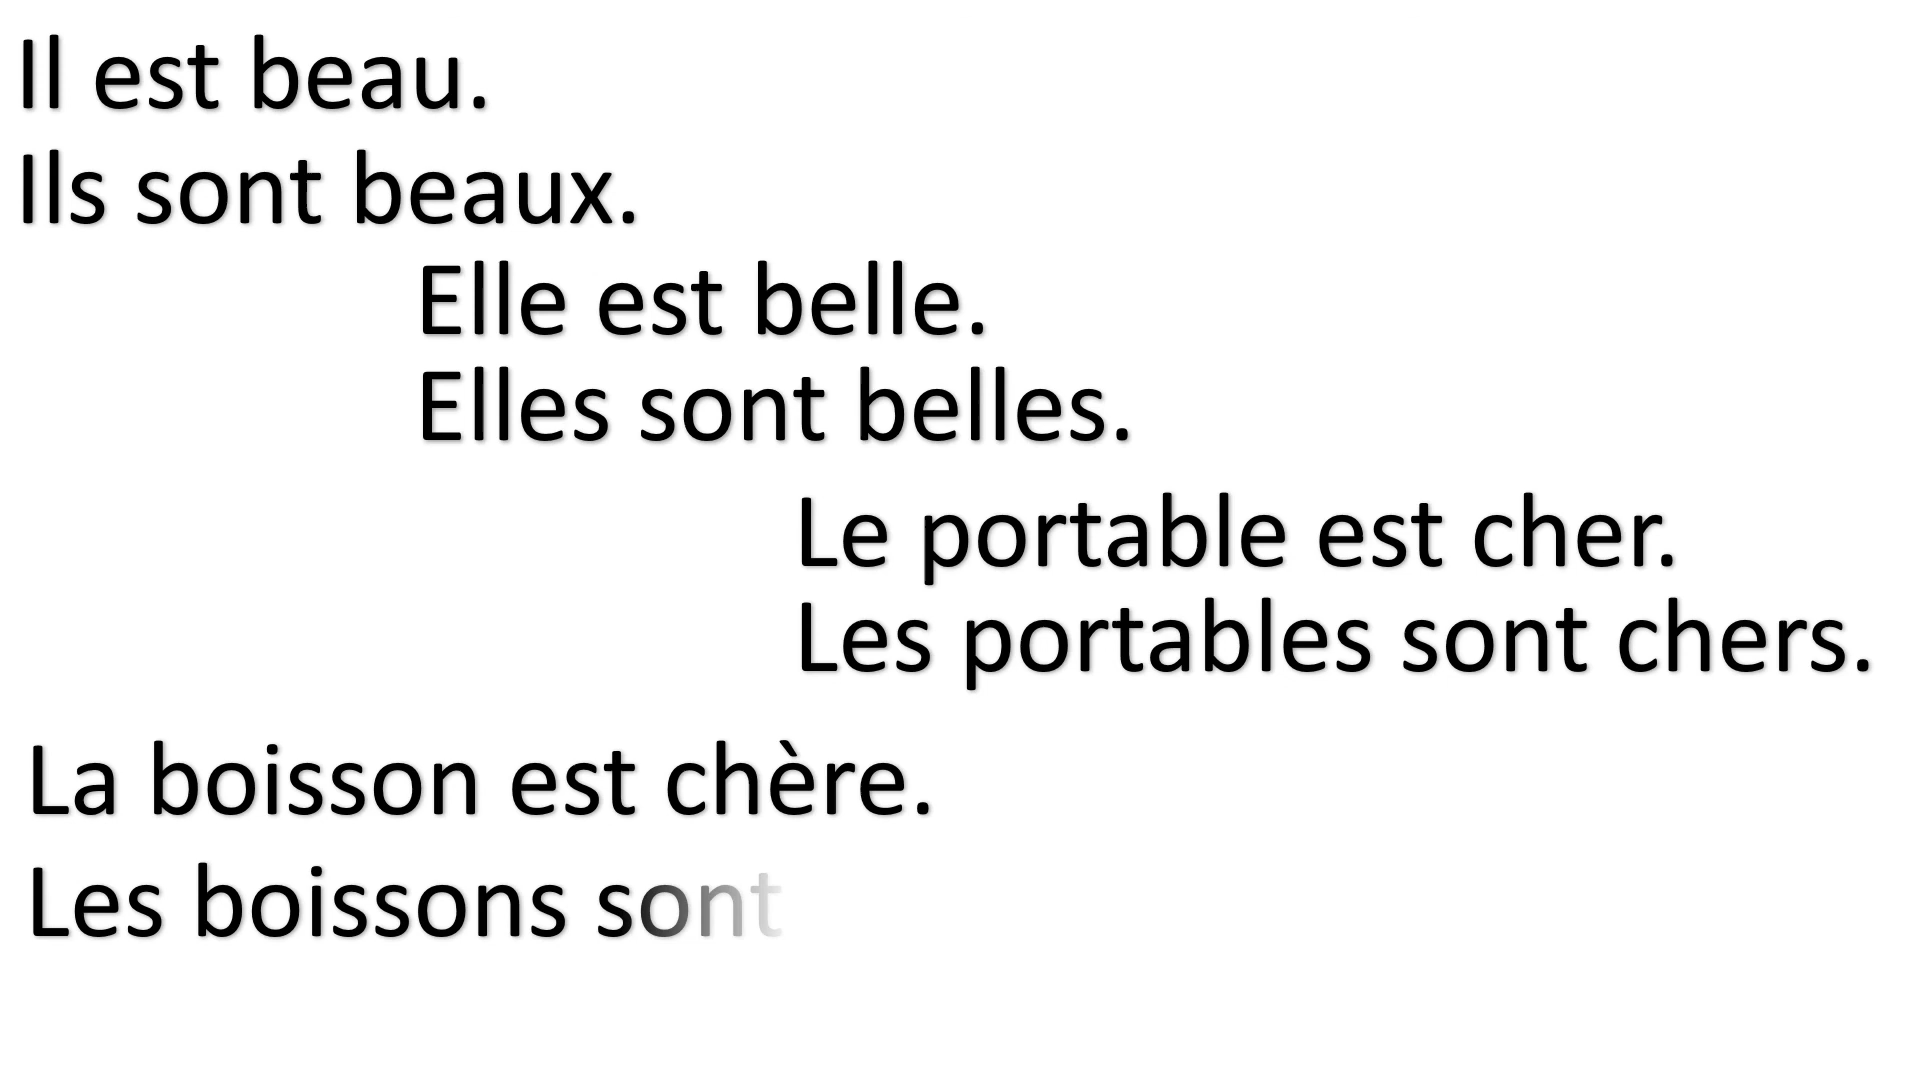 Il est beau.
Ils sont beaux.
Elle est belle.
Elles sont belles.
Le portable est cher.
Les portables sont chers.
La boisson est chère.
Les boissons sont